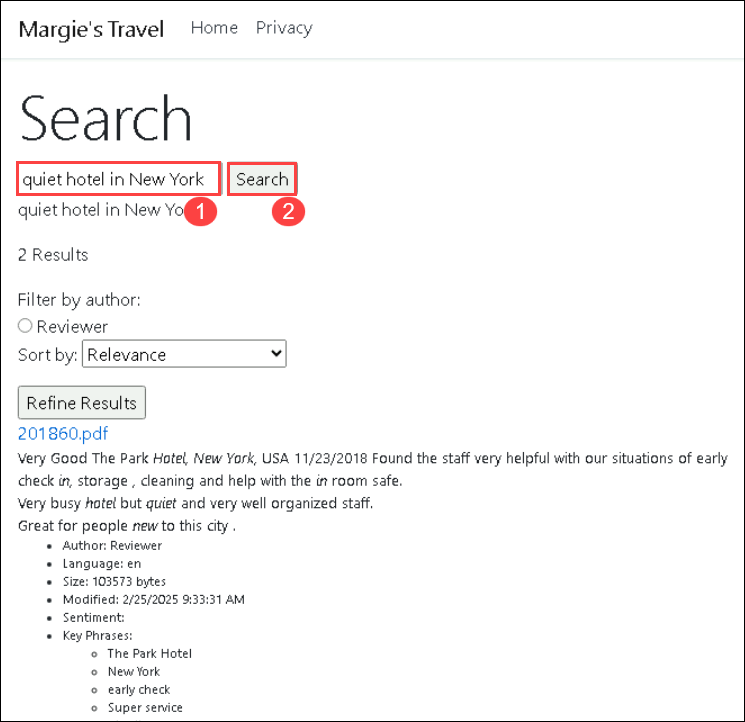 Margie's Travel Home Privacy
Search
quiet hotel in New York Search
quiet hotel in New Yo 1 2
2 Results
Filter by author:
Reviewer
Sort by: Relevance
Refine Results
201860.pdf
Very Good The Park Hotel, New York, USA 11/23/2018 Found the staff very helpful with our situations of early
check in, storage , cleaning and help with the in room safe.
Very busy hotel but quiet and very well organized staff.
Great for people new to this city .
Author: Reviewer
Language: en
Size: 103573 bytes
Modified: 2/25/2025 9:33:31 AM
Sentiment:
Key Phrases:
The Park Hotel
New York
early check
Super service